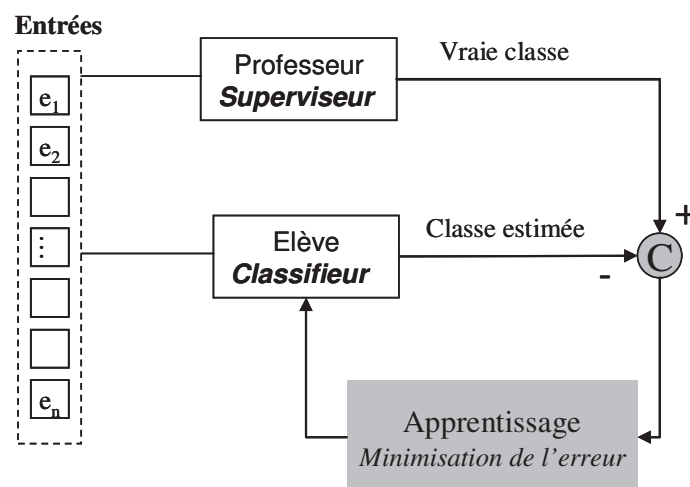 Entrées
e1
e2
⋮
en
Professeur
Superviseur
Vraie classe
Elève
Classifieur
Classe estimée
+
-
C
Apprentissage
Minimisation de l'erreur